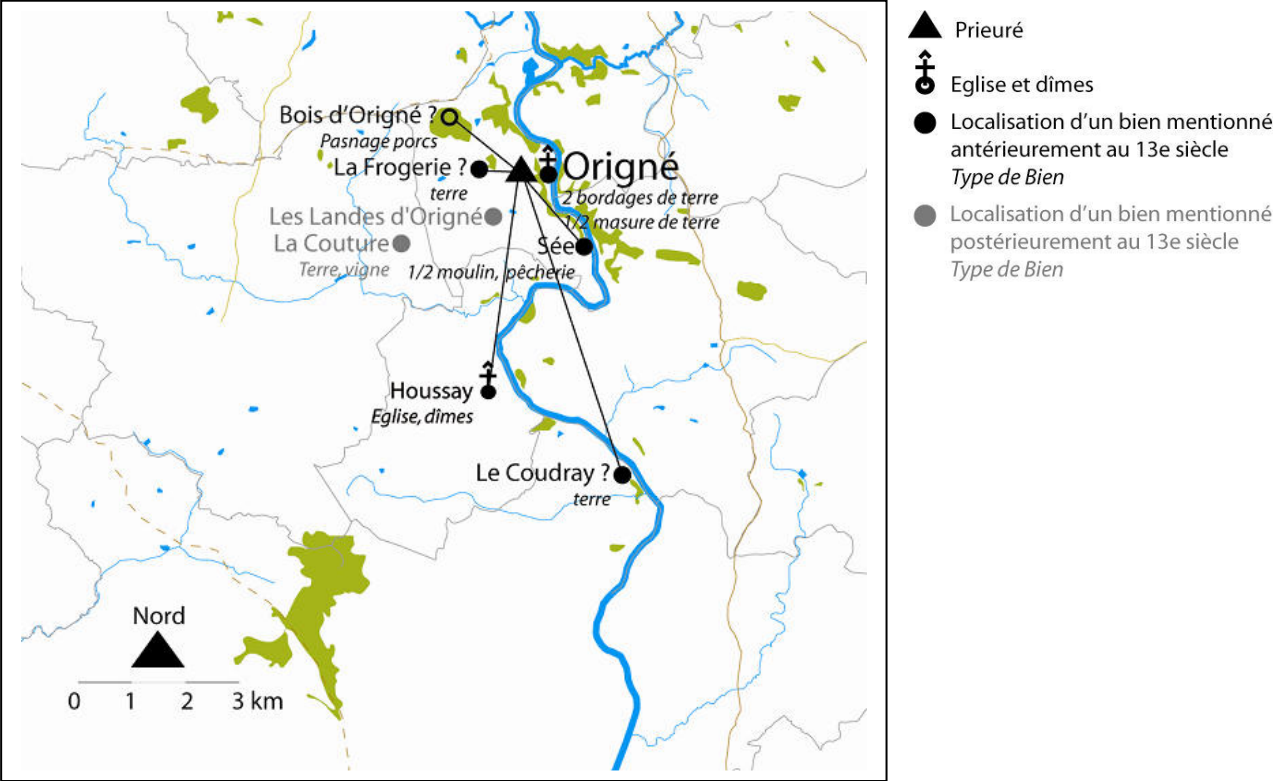 Bois d'Origné ?
Pasnage porcs
La Frogerie ?
terre
Origné
2 bordages de terre
1/2 masure de terre
Les Landes d'Origné
La Couture
Terre, vigne
Sée
1/2 moulin, pêcherie
Houssay
Eglise, dîmes
Le Coudray ?
terre
Nord
0 1 2 3 km
Prieuré
Eglise et dîmes
Localisation d'un bien mentionné
antérieurement au 13e siècle
Type de Bien
Localisation d'un bien mentionné
postérieurement au 13e siècle
Type de Bien